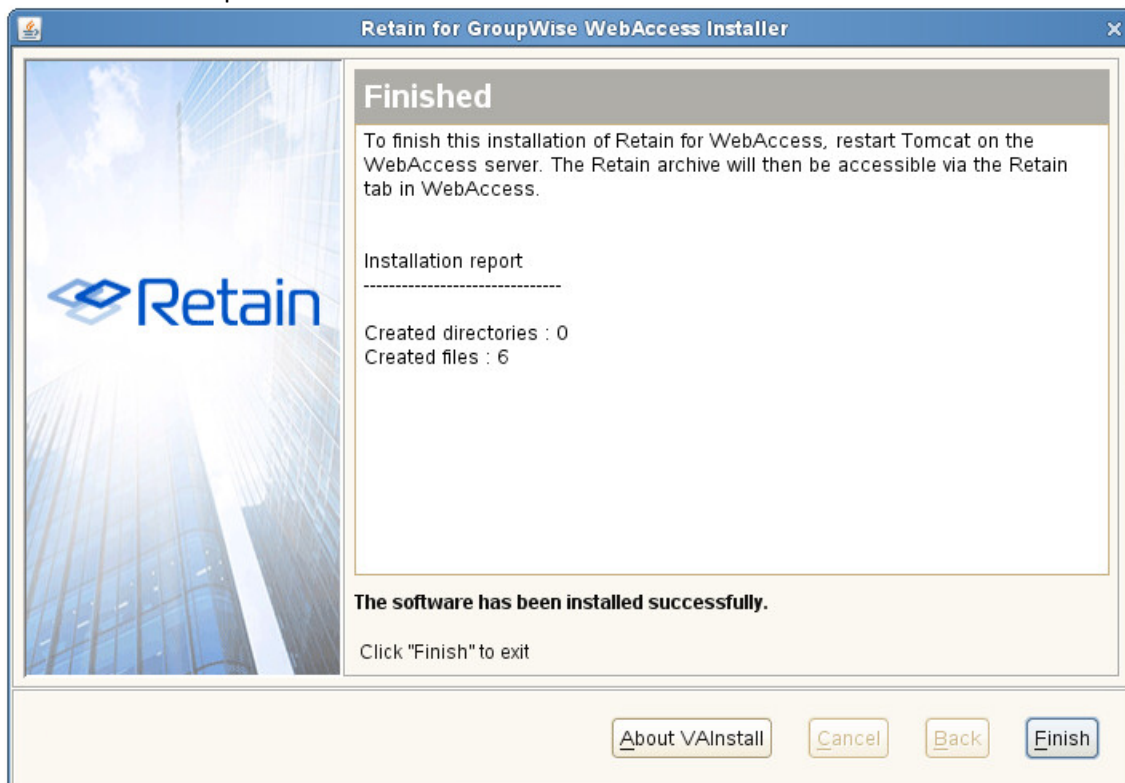 Retain for GroupWise WebAccess Installer
Finished
To finish this installation of Retain for WebAccess, restart Tomcat on the
WebAccess server. The Retain archive will then be accessible via the Retain
tab in WebAccess.
Installation report
-------------------------------
Created directories : 0
Created files : 6
Retain
The software has been installed successfully.
Click "Finish" to exit
About VAInstall
Cancel
Back
Finish